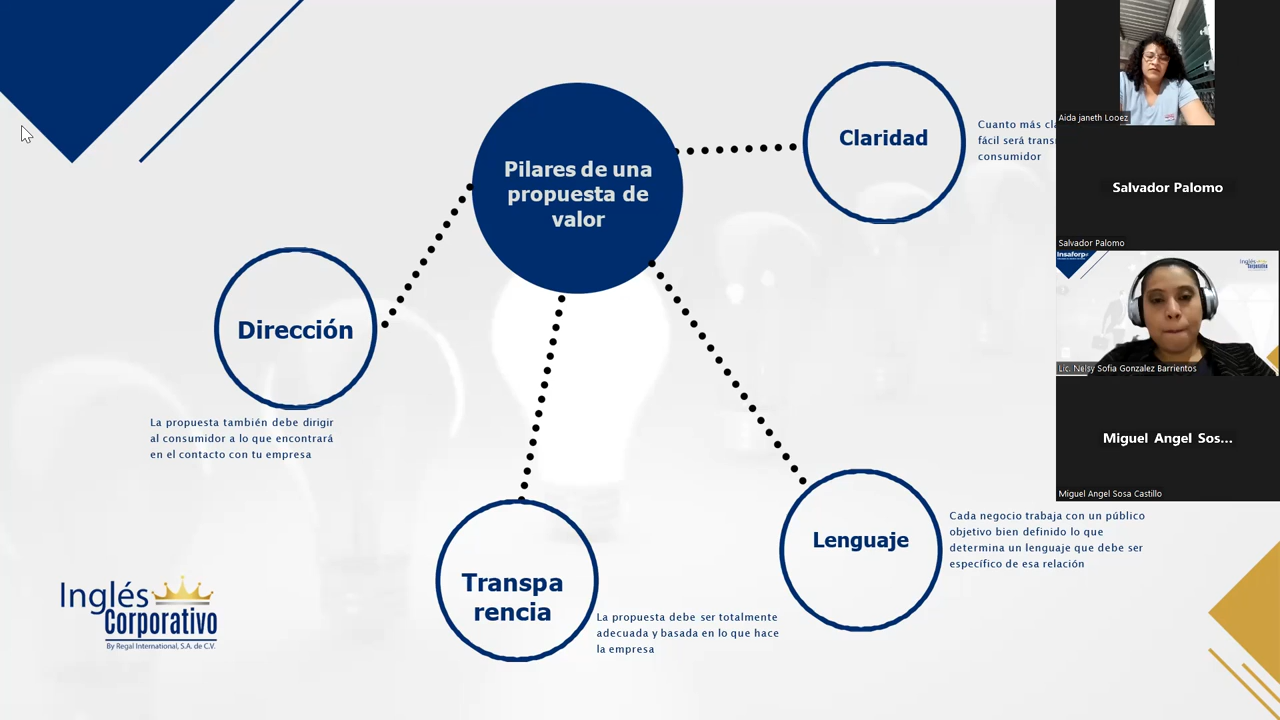 Pilares de una
propuesta de
valor
Claridad
Cuanto más
fácil será
consumidor
Dirección
La propuesta también debe dirigir
al consumidor a lo que encontrará
en el contacto con tu empresa
Transpa
rencia
La propuesta debe ser totalmente
adecuada y basada en lo que hace
la empresa
Lenguaje
Cada negocio trabaja con un público
objetivo bien definido lo que
determina un lenguaje que debe ser
específico de esa relación
Inglés
Corporativo
By Regal International, S.A. de C.V.
Aida janeth Looez
Salvador Palomo
Salvador Palomo
Insaforp
Inglés
Corporativo
Lic. Nelsy Sofia Gonzalez Barrientos
Miguel Angel Sos...
Miguel Angel Sosa Castillo